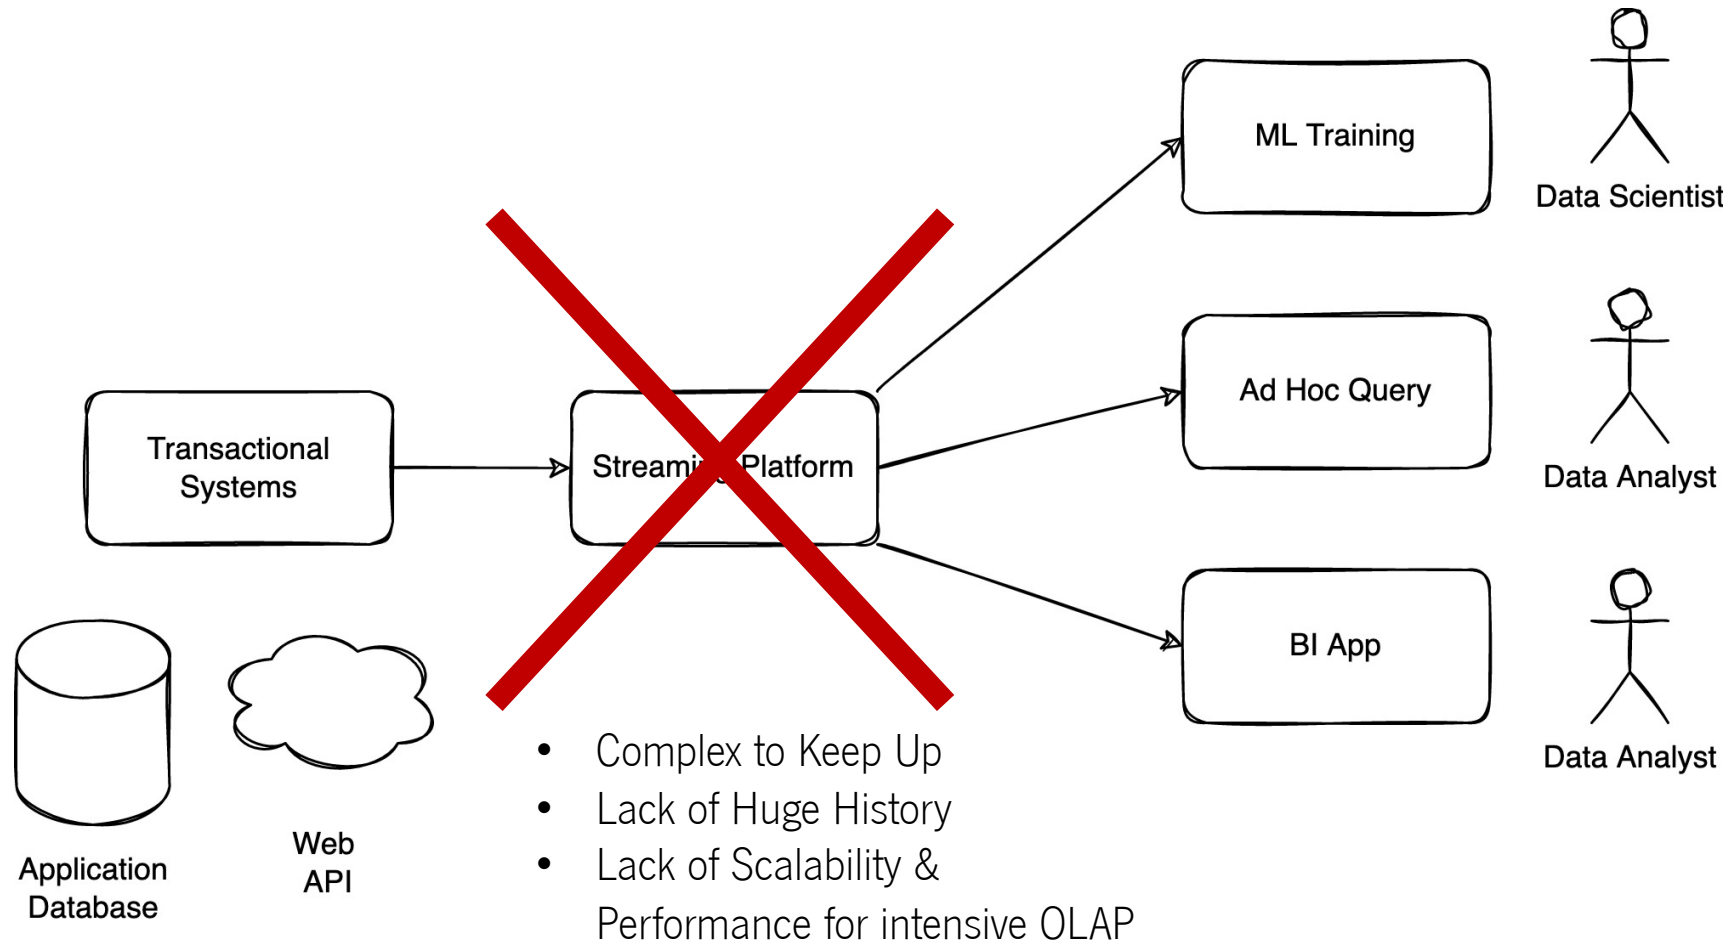 ML Training
Data Scientist
Ad Hoc Query
Data Analyst
Transactional
Systems
Streaming Platform
BI App
Data Analyst
Application
Database
Web
API
• Complex to Keep Up
• Lack of Huge History
• Lack of Scalability &
Performance for intensive OLAP